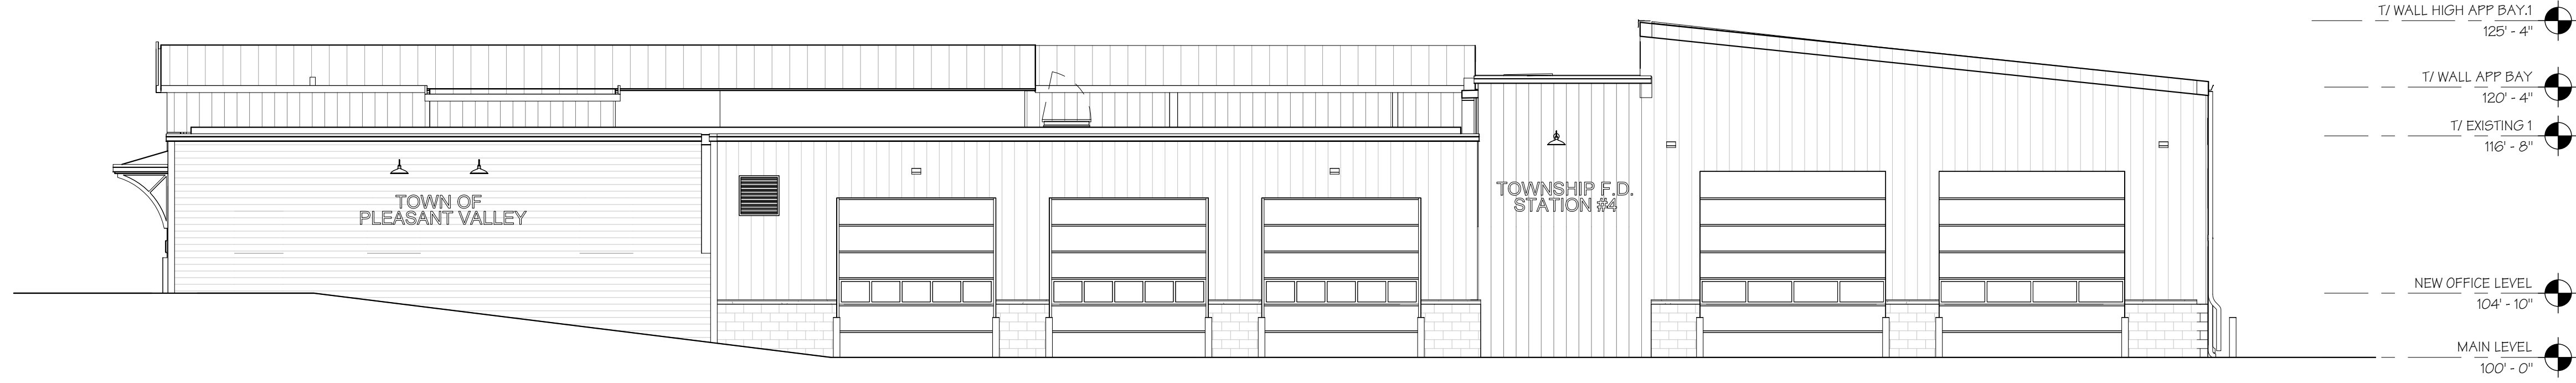 T/ WALL HIGH APP BAY.1
125' - 4"
T/ WALL APP BAY
120' - 4"
T/ EXISTING 1
116' - 8"
TOWN OF
PLEASANT VALLEY
TOWNSHIP F.D.
STATION #4
NEW OFFICE LEVEL
104' - 10"
MAIN LEVEL
100' - 0"